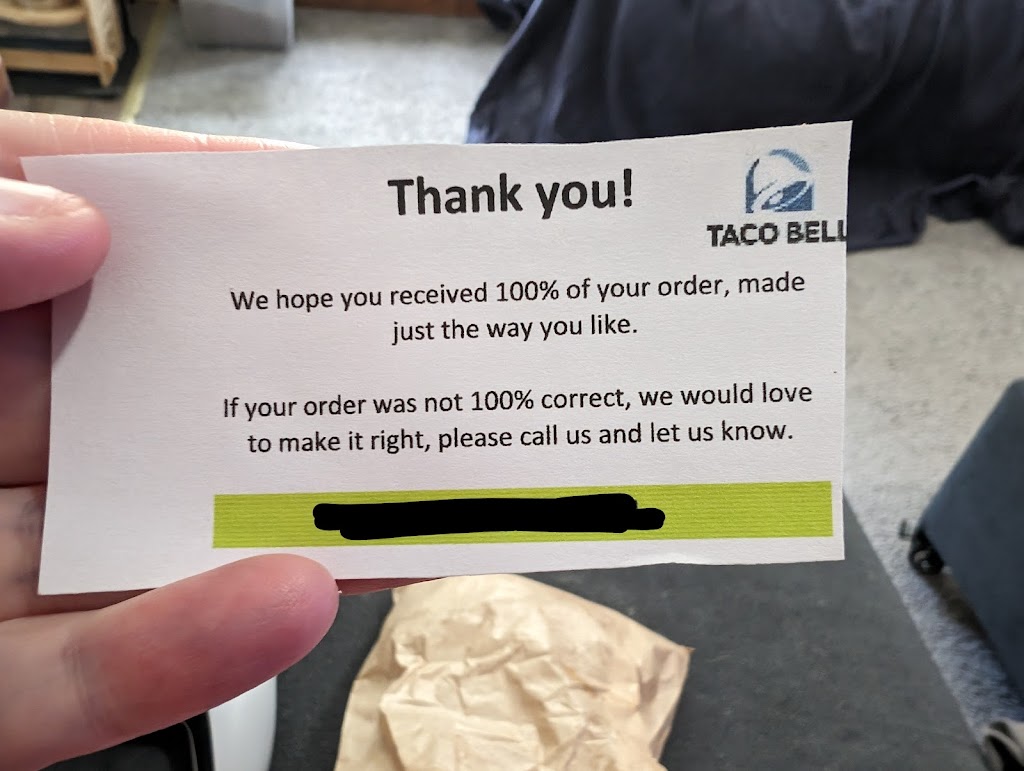 Thank you!
TACO BELL
We hope you received 100% of your order, made
just the way you like.
If your order was not 100% correct, we would love
to make it right, please call us and let us know.